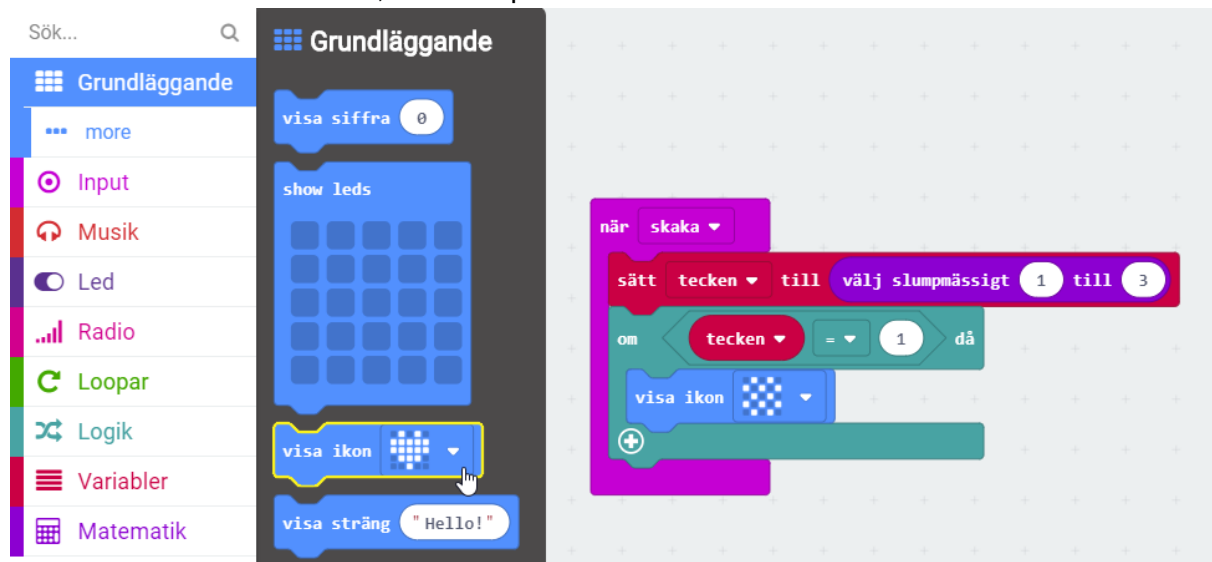 Sök...
Grundläggande
more
Input
Musik
Led
Radio
Loopar
Logik
Variabler
Matematik
Grundläggande
visa siffra 0
show leds
visa ikon
visa sträng "Hello!"
när skaka
sätt tecken till välj slumpmässigt 1 till 3
om tecken = 1 då
visa ikon